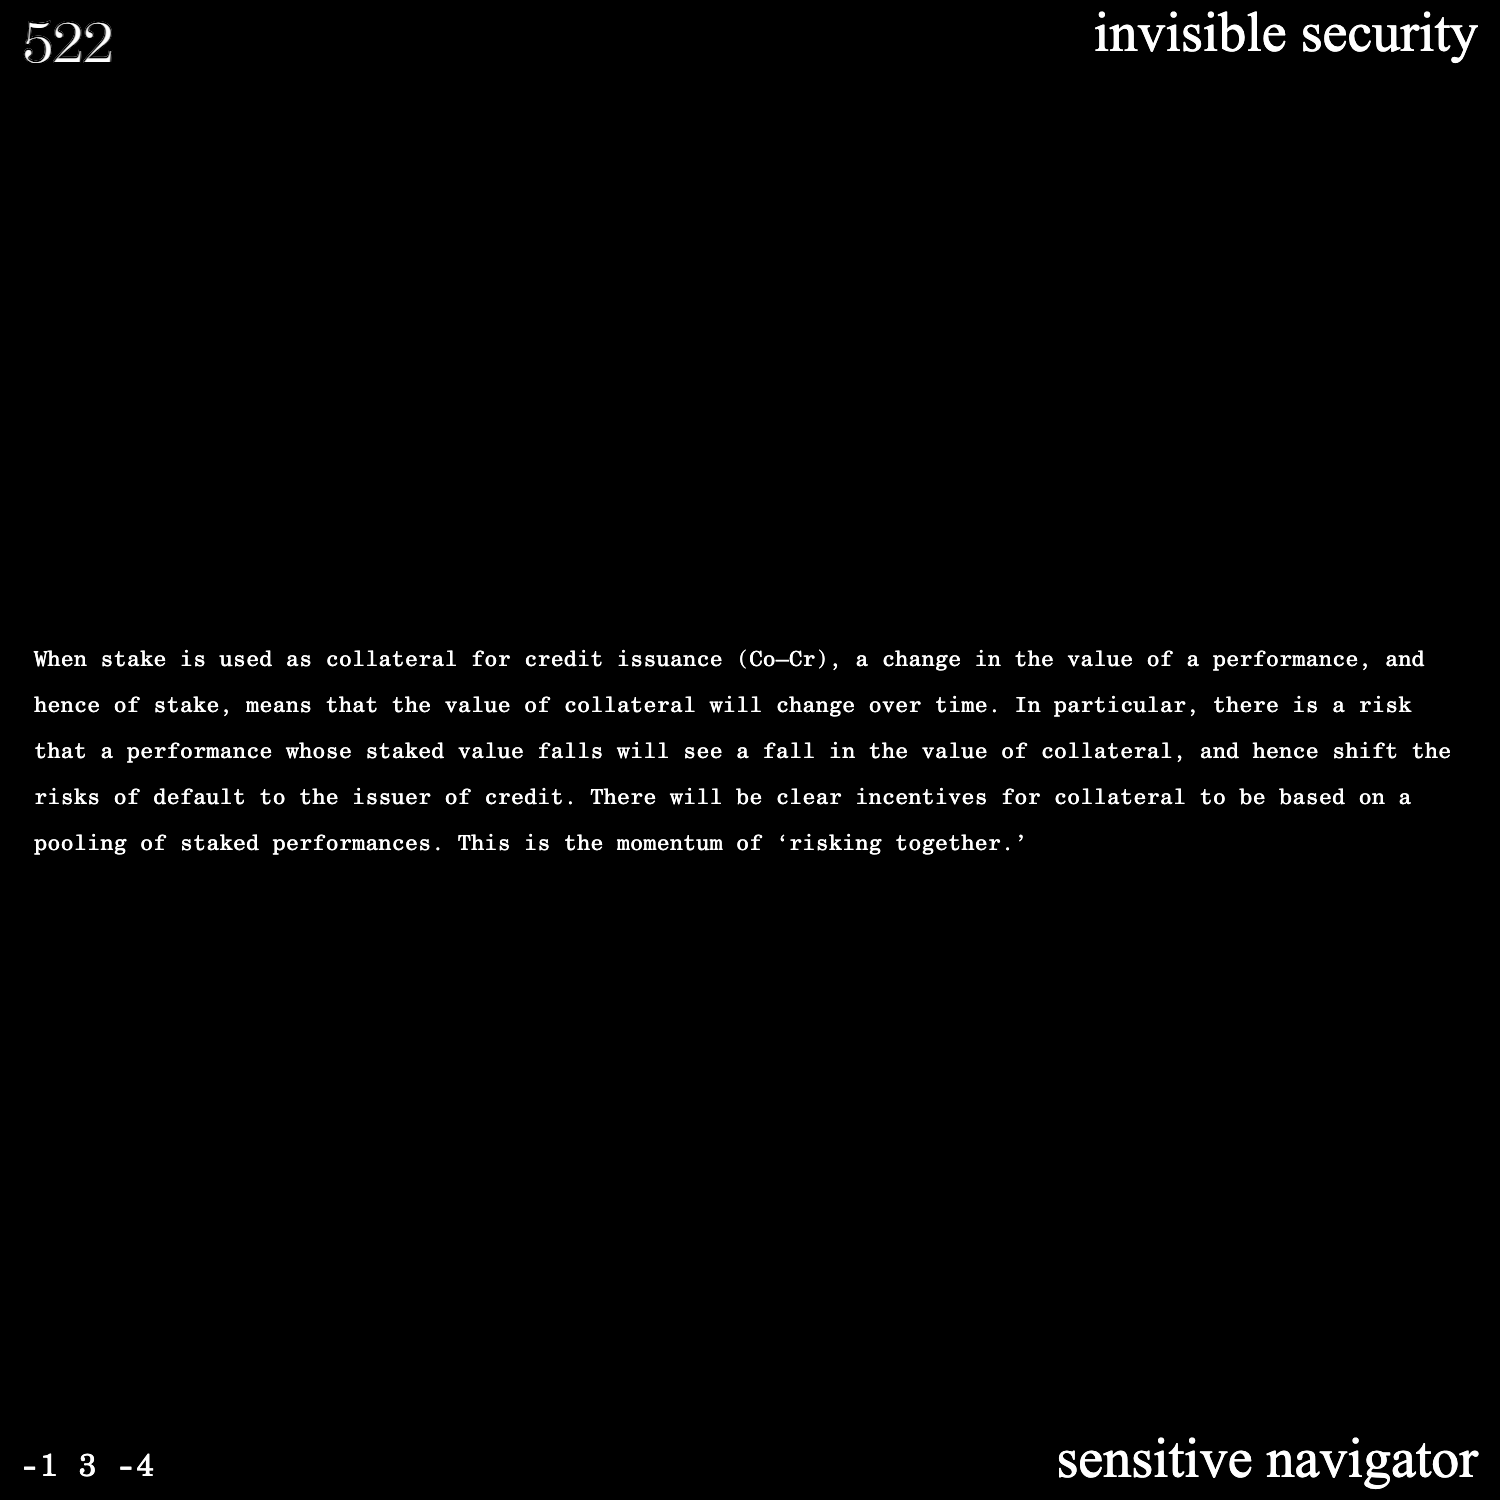 522
invisible security
When stake is used as collateral for credit issuance (Co—Cr), a change in the value of a performance, and
hence of stake, means that the value of collateral will change over time. In particular, there is a risk
that a performance whose staked value falls will see a fall in the value of collateral, and hence shift the
risks of default to the issuer of credit. There will be clear incentives for collateral to be based on a
pooling of staked performances. This is the momentum of ‘risking together.’
-1 3 -4
sensitive navigator